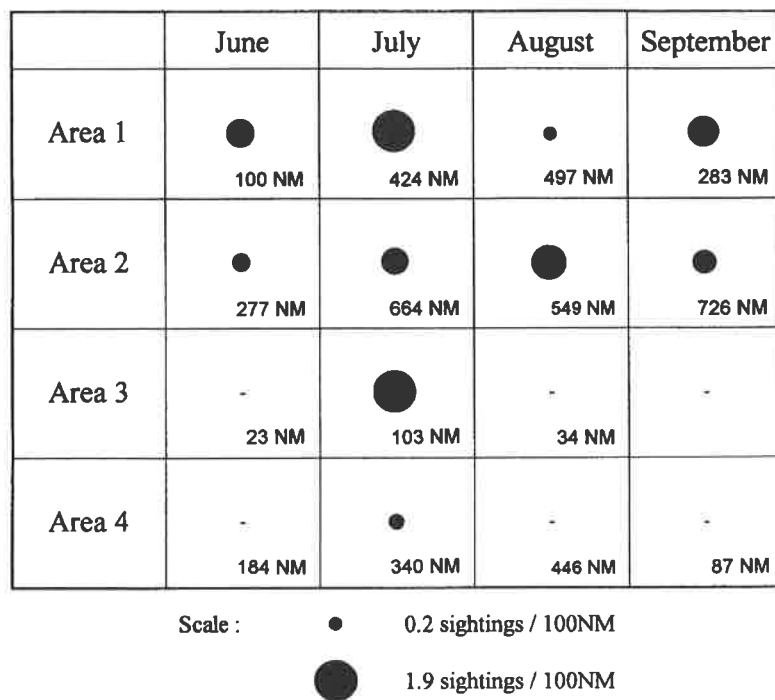 June July August September
Area 1
100 NM 424 NM 497 NM 283 NM
Area 2
277 NM 664 NM 549 NM 726 NM
Area 3 - - -
23 NM 103 NM 34 NM
Area 4 - - -
184 NM 340 NM 446 NM 87 NM
Scale : 0.2 sightings / 100NM
1.9 sightings / 100NM